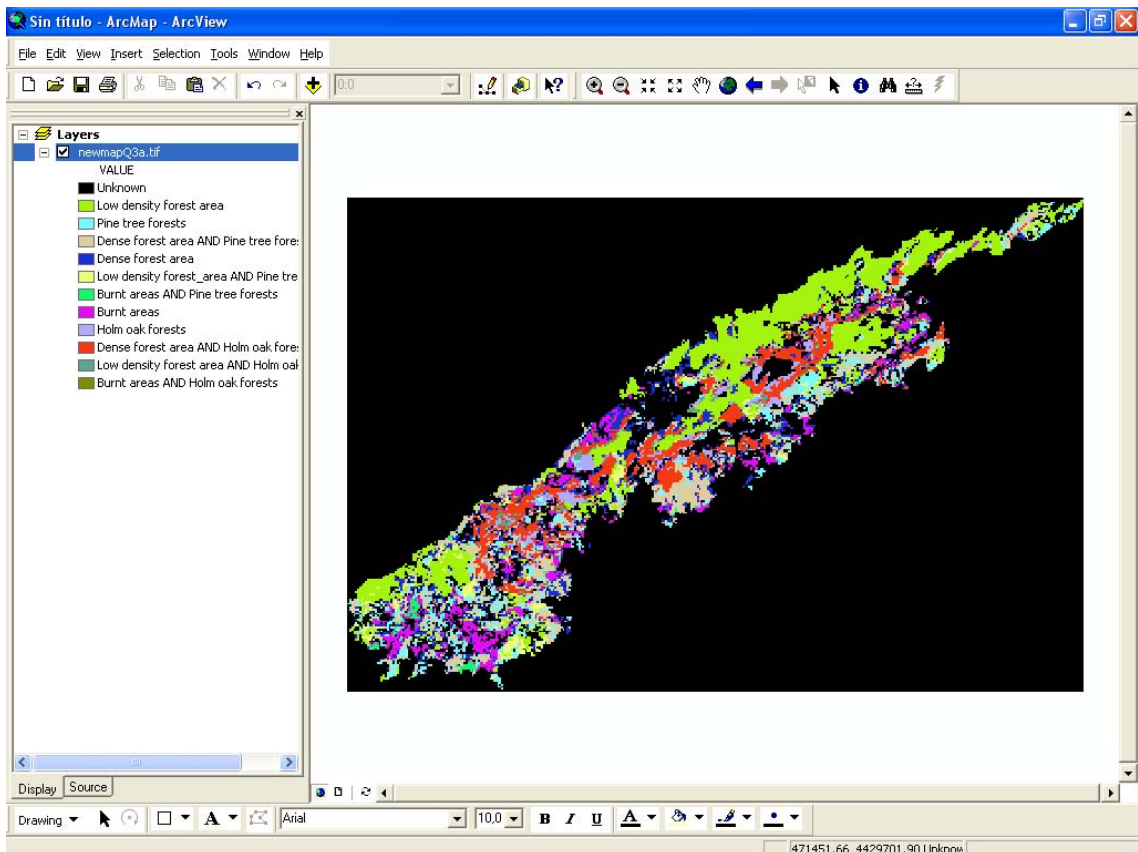 Sin título - ArcMap - ArcView
File Edit View Insert Selection Tools Window Help
0:0
Layers
newmapQ3a.tif
VALUE
Unknown
Low density forest area
Pine tree forests
Dense forest area AND Pine tree fore
Dense forest area
Low density forest_area AND Pine tre
Burnt areas AND Pine tree forests
Burnt areas
Holm oak forests
Dense forest area AND Holm oak fore
Low density forest area AND Holm oak
Burnt areas AND Holm oak forests
Display Source
Drawing A Arial 10,0 B I U A
471451,66 4429701,90 Unknow